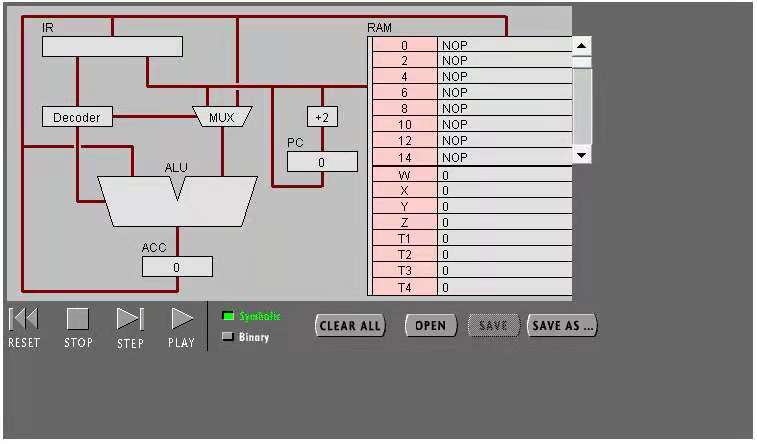 IR
RAM
0 NOP
2 NOP
4 NOP
6 NOP
8 NOP
10 NOP
12 NOP
14 NOP
Decoder
MUX
+2
PC
0
ALU
ACC
0
W 0
X 0
Y 0
Z 0
T1 0
T2 0
T3 0
T4 0
RESET STOP STEP PLAY
Symbolic
Binary
CLEAR ALL OPEN SAVE SAVE AS ...